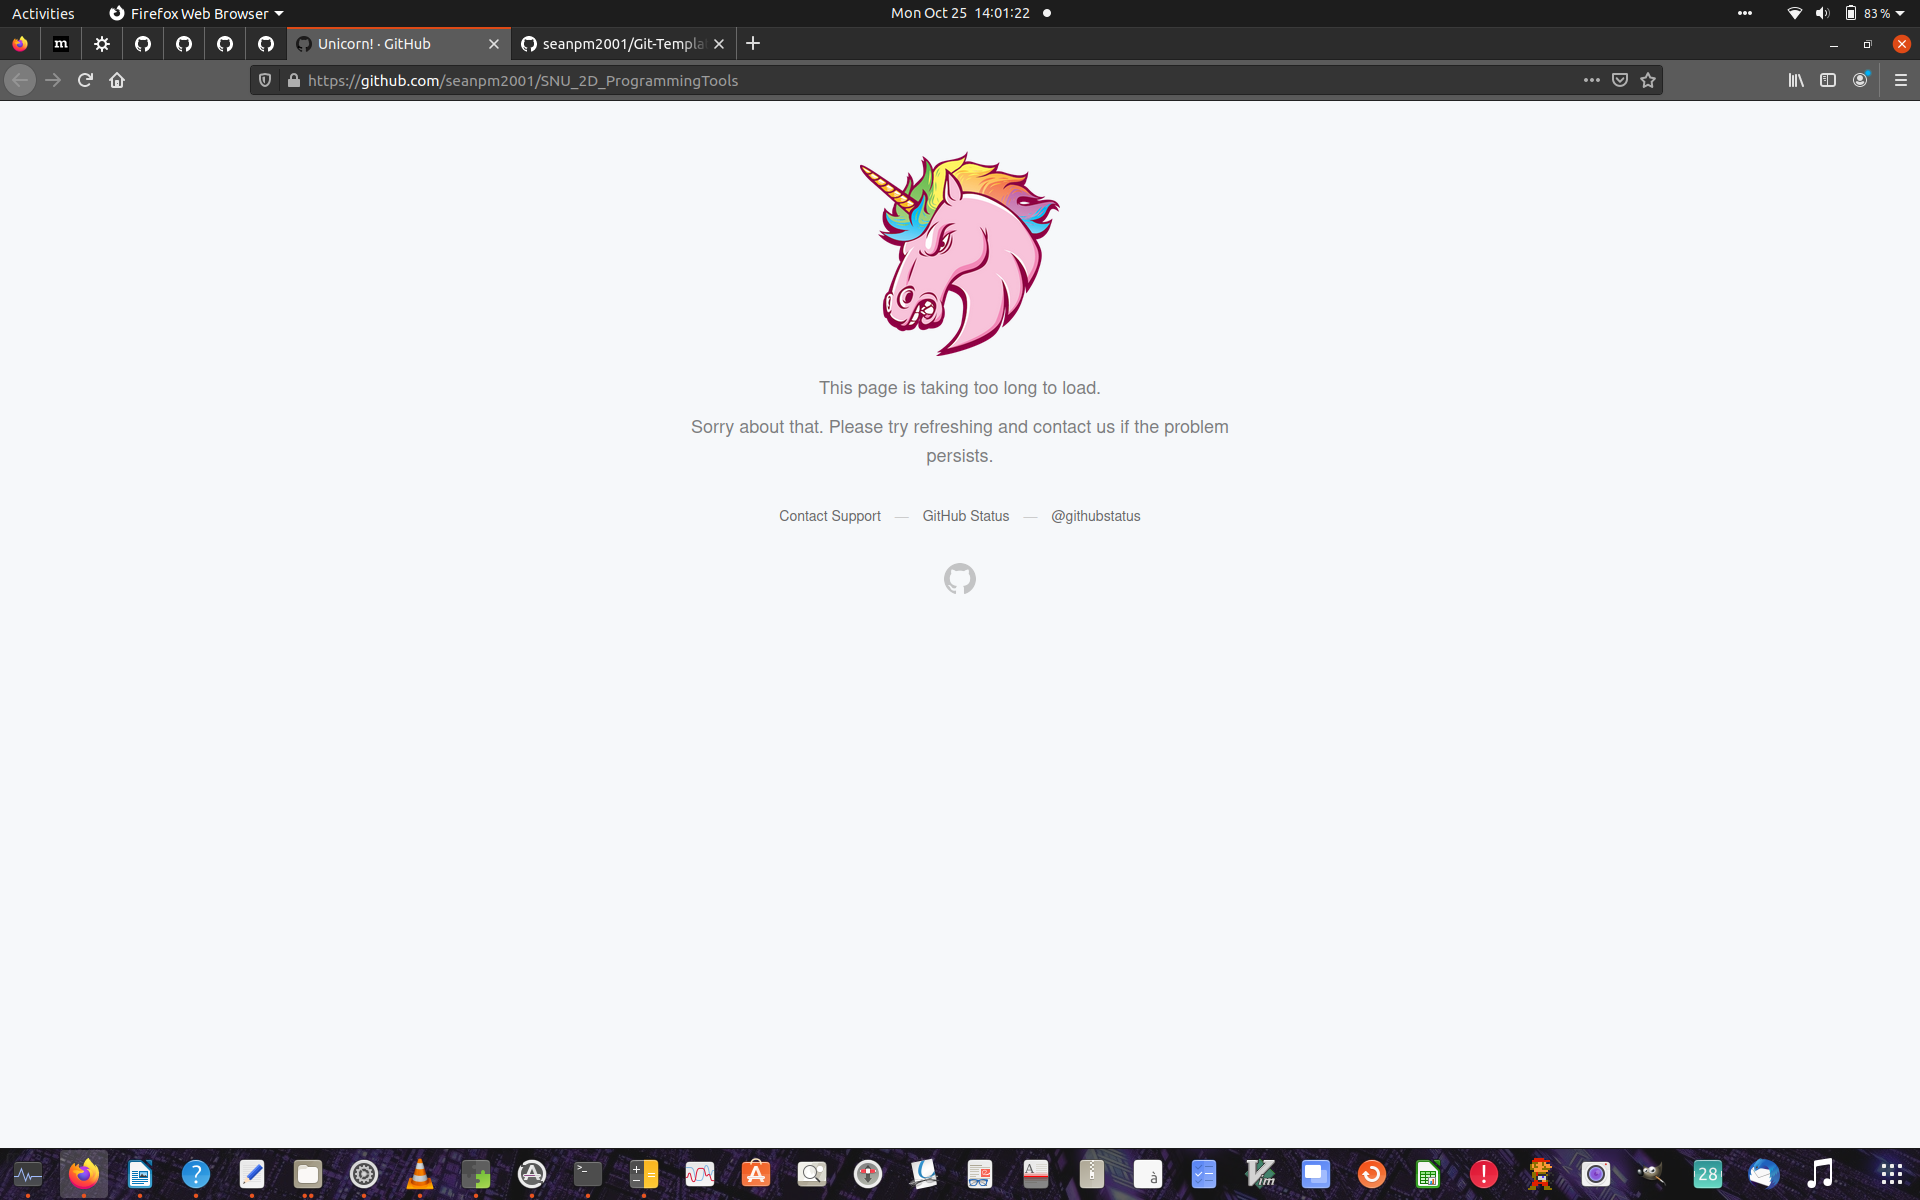 Activities
Firefox Web Browser
Mon Oct 25 14:01:22
83 %
m
Unicorn! · GitHub
seanpm2001/Git-Templa
https://github.com/seanpm2001/SNU_2D_ProgrammingTools
This page is taking too long to load.
Sorry about that. Please try refreshing and contact us if the problem
persists.
Contact Support — GitHub Status — @githubstatus
?
>_
A
à
Vim
!
28